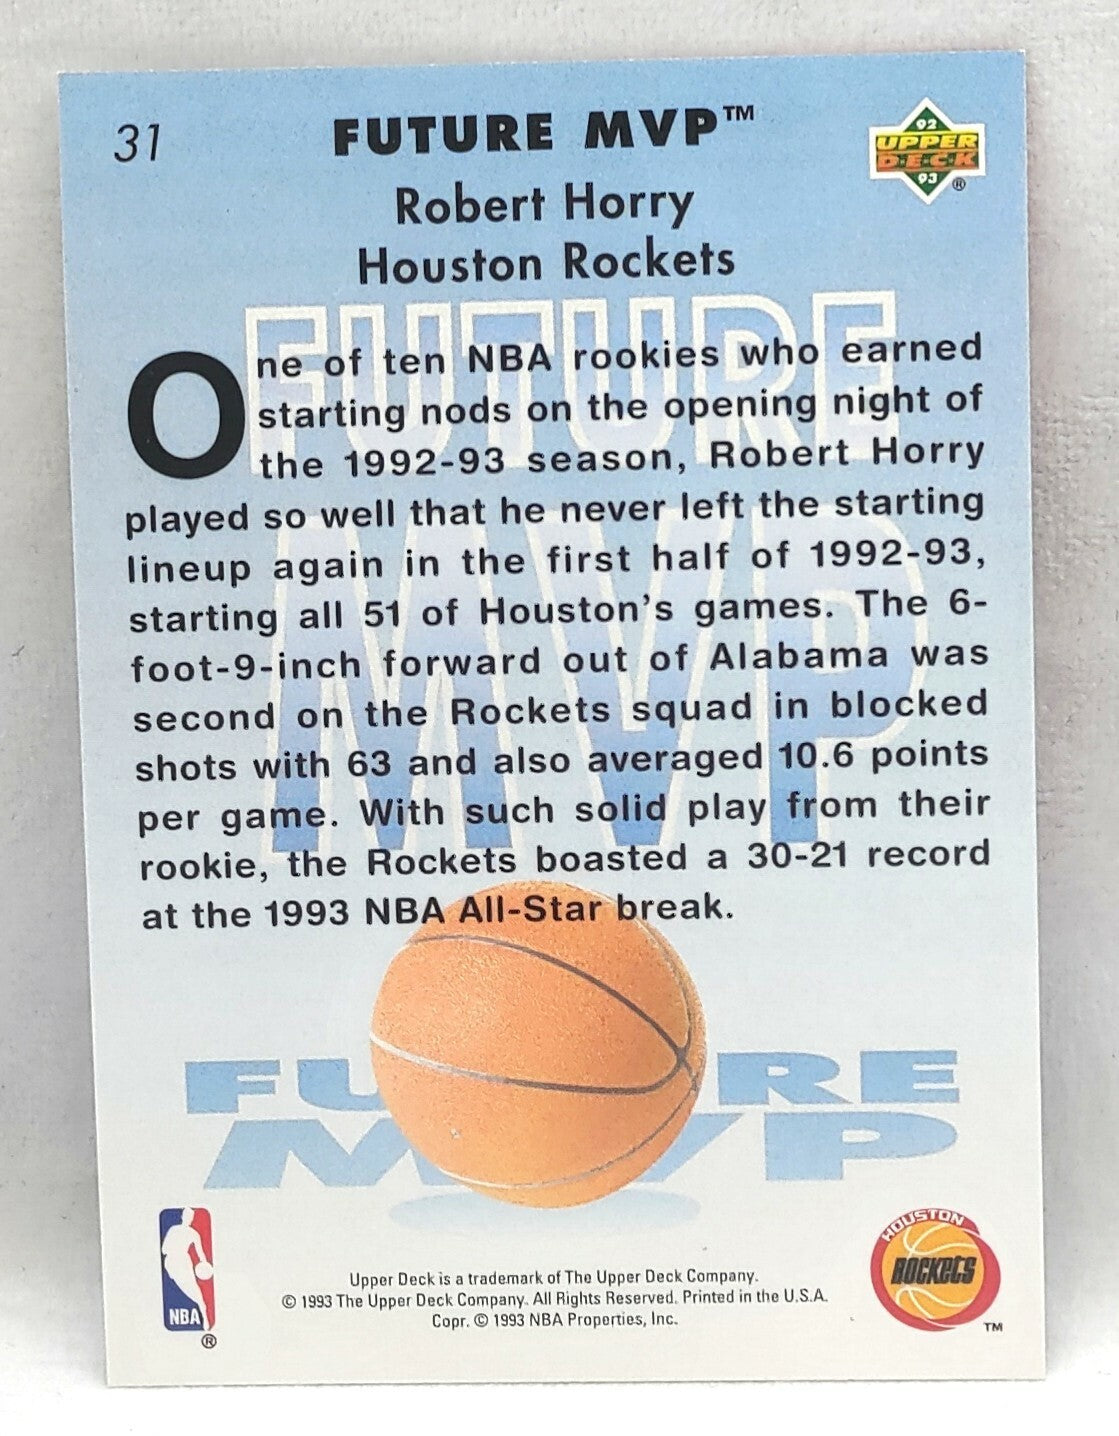 31
FUTURE MVP™
92
UPPER
D·E·C·K
93 ®
Robert Horry
Houston Rockets
FUTURE
MVP
One of ten NBA rookies who earned
starting nods on the opening night of
the 1992-93 season, Robert Horry
played so well that he never left the starting
lineup again in the first half of 1992-93,
starting all 51 of Houston's games. The 6-
foot-9-inch forward out of Alabama was
second on the Rockets squad in blocked
shots with 63 and also averaged 10.6 points
per game. With such solid play from their
rookie, the Rockets boasted a 30-21 record
at the 1993 NBA All-Star break.
FUTURE
MVP
NBA
®
HOUSTON
ROCKETS
™
Upper Deck is a trademark of The Upper Deck Company.
© 1993 The Upper Deck Company. All Rights Reserved. Printed in the U.S.A.
Copr. © 1993 NBA Properties, Inc.